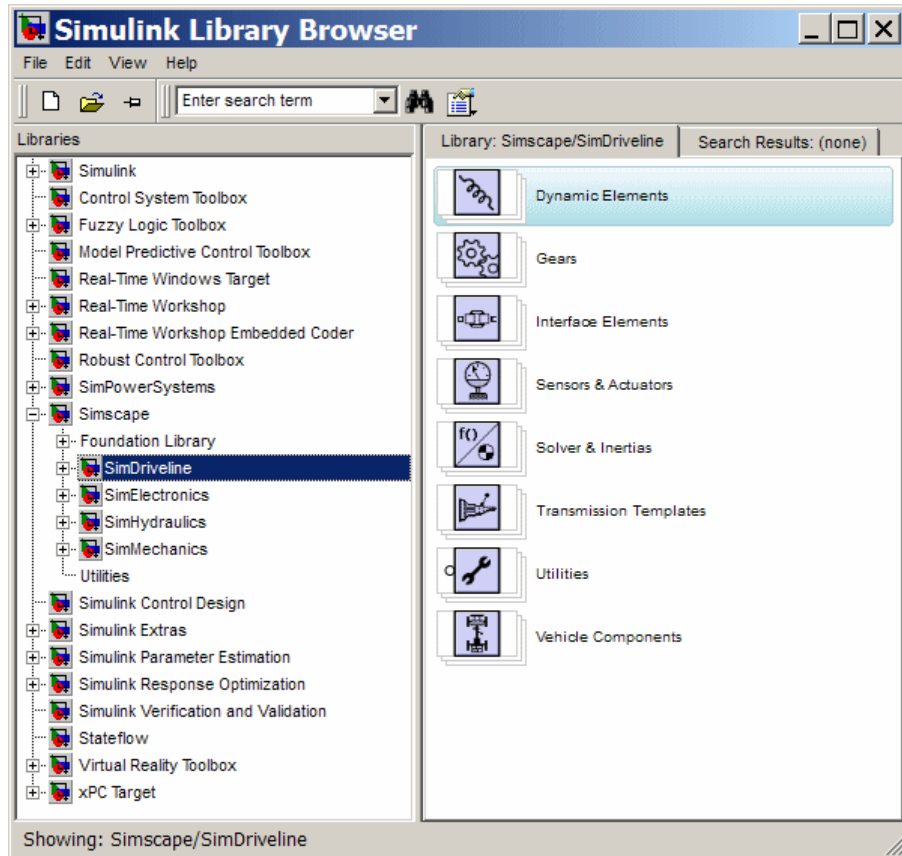 Simulink Library Browser
File Edit View Help
Enter search term
Libraries
Library: Simscape/SimDriveline
Search Results: (none)
Simulink
Control System Toolbox
Fuzzy Logic Toolbox
Model Predictive Control Toolbox
Real-Time Windows Target
Real-Time Workshop
Real-Time Workshop Embedded Coder
Robust Control Toolbox
SimPowerSystems
Simscape
Foundation Library
SimDriveline
SimElectronics
SimHydraulics
SimMechanics
Utilities
Simulink Control Design
Simulink Extras
Simulink Parameter Estimation
Simulink Response Optimization
Simulink Verification and Validation
Stateflow
Virtual Reality Toolbox
xPC Target
Dynamic Elements
Gears
Interface Elements
Sensors & Actuators
f()
Solver & Inertias
Transmission Templates
Utilities
Vehicle Components
Showing: Simscape/SimDriveline